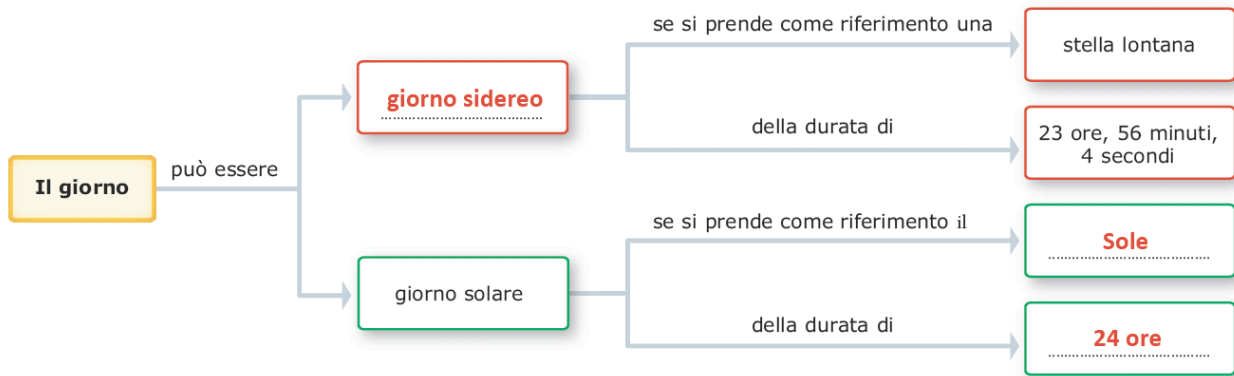 se si prende come riferimento una
stella lontana
giorno sidereo
della durata di
23 ore, 56 minuti,
4 secondi
Il giorno
può essere
se si prende come riferimento il
Sole
giorno solare
della durata di
24 ore